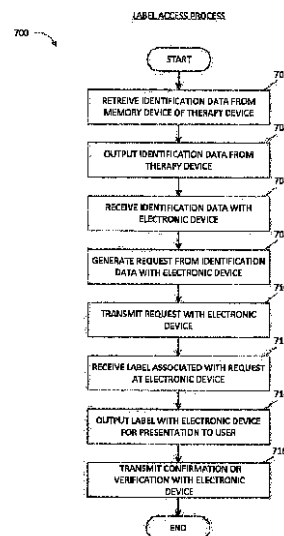 LABEL ACCESS PROCESS
700
START
RETREIVE IDENTIFICATION DATA FROM
MEMORY DEVICE OF THERAPY DEVICE
OUTPUT IDENTIFICATION DATA FROM
THERAPY DEVICE
RECEIVE IDENTIFICATION DATA WITH
ELECTRONIC DEVICE
GENERATE REQUEST FROM IDENTIFICATION
DATA WITH ELECTRONIC DEVICE
TRANSMIT REQUEST WITH ELECTRONIC
DEVICE
RECEIVE LABEL ASSOCIATED WITH REQUEST
AT ELECTRONIC DEVICE
OUTPUT LABEL WITH ELECTRONIC DEVICE
FOR PRESENTATION TO USER
TRANSMIT CONFIRMATION OR
VERIFICATION WITH ELECTRONIC
DEVICE
END